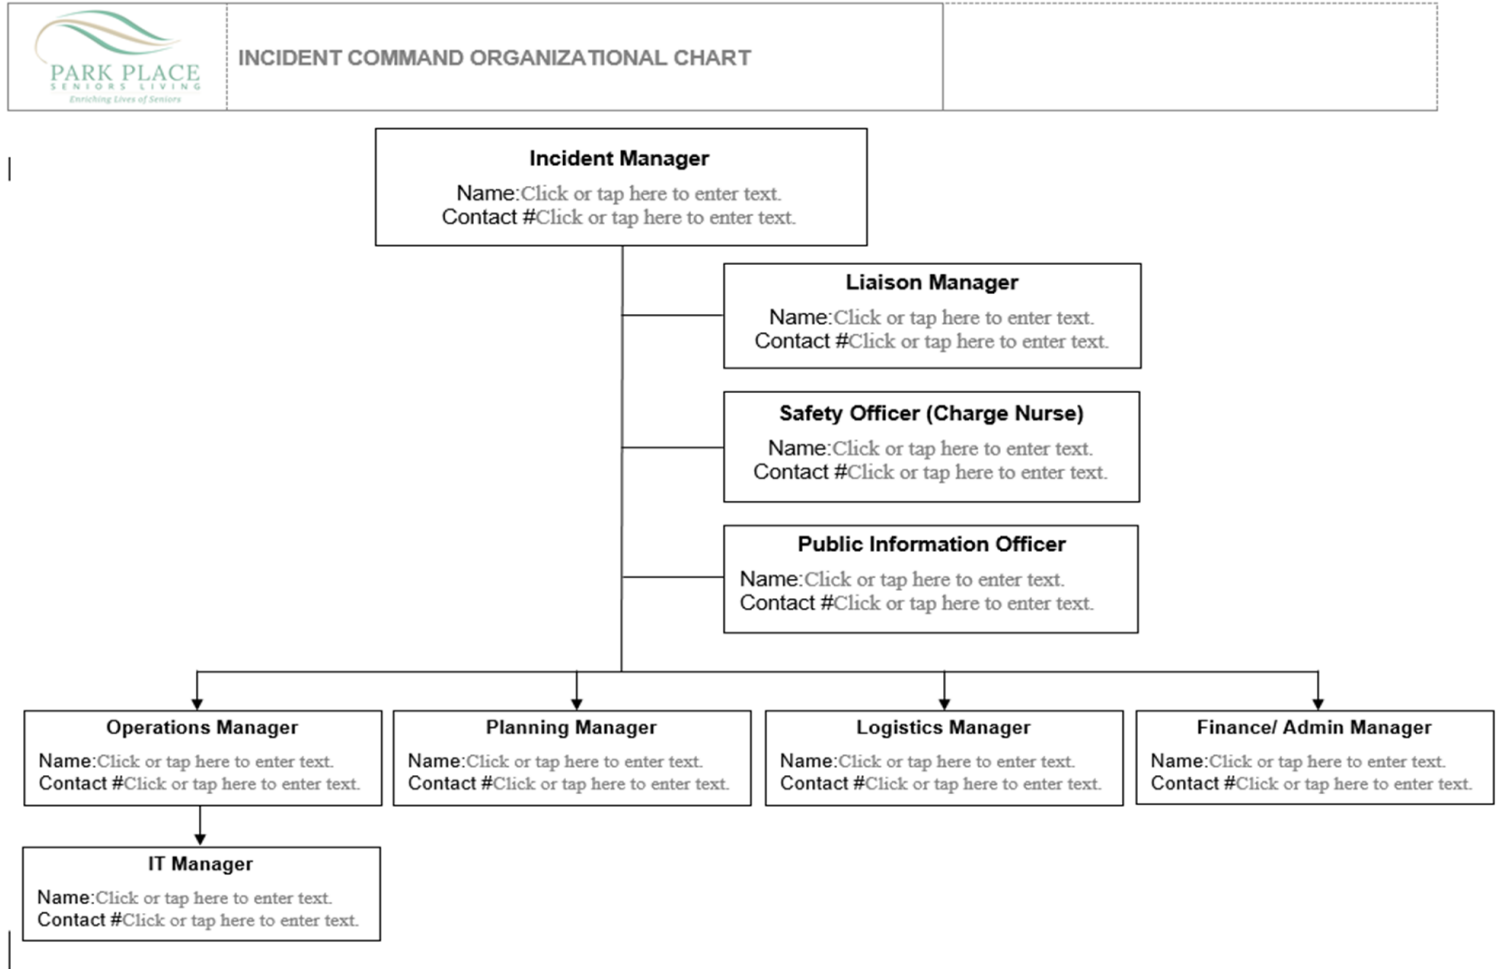 PARK PLACE
SENIORS LIVING
Enriching Lives of Seniors
INCIDENT COMMAND ORGANIZATIONAL CHART
Incident Manager
Name:Click or tap here to enter text.
Contact #Click or tap here to enter text.
Liaison Manager
Name:Click or tap here to enter text.
Contact #Click or tap here to enter text.
Safety Officer (Charge Nurse)
Name:Click or tap here to enter text.
Contact #Click or tap here to enter text.
Public Information Officer
Name:Click or tap here to enter text.
Contact #Click or tap here to enter text.
Operations Manager
Name:Click or tap here to enter text.
Contact #Click or tap here to enter text.
Planning Manager
Name:Click or tap here to enter text.
Contact #Click or tap here to enter text.
Logistics Manager
Name:Click or tap here to enter text.
Contact #Click or tap here to enter text.
Finance/ Admin Manager
Name:Click or tap here to enter text.
Contact #Click or tap here to enter text.
IT Manager
Name:Click or tap here to enter text.
Contact #Click or tap here to enter text.